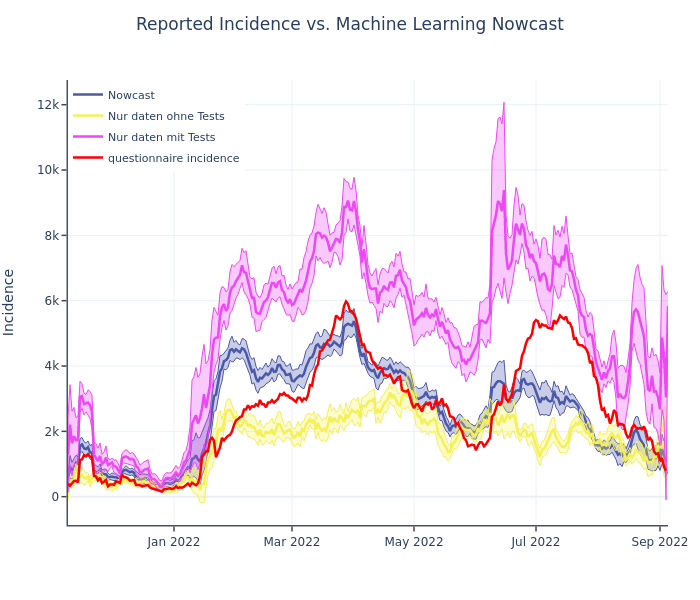 Reported Incidence vs. Machine Learning Nowcast
Nowcast
Nur daten ohne Tests
Nur daten mit Tests
questionnaire incidence
12k
10k
8k
6k
4k
2k
0
Incidence
Jan 2022
Mar 2022
May 2022
Jul 2022
Sep 2022